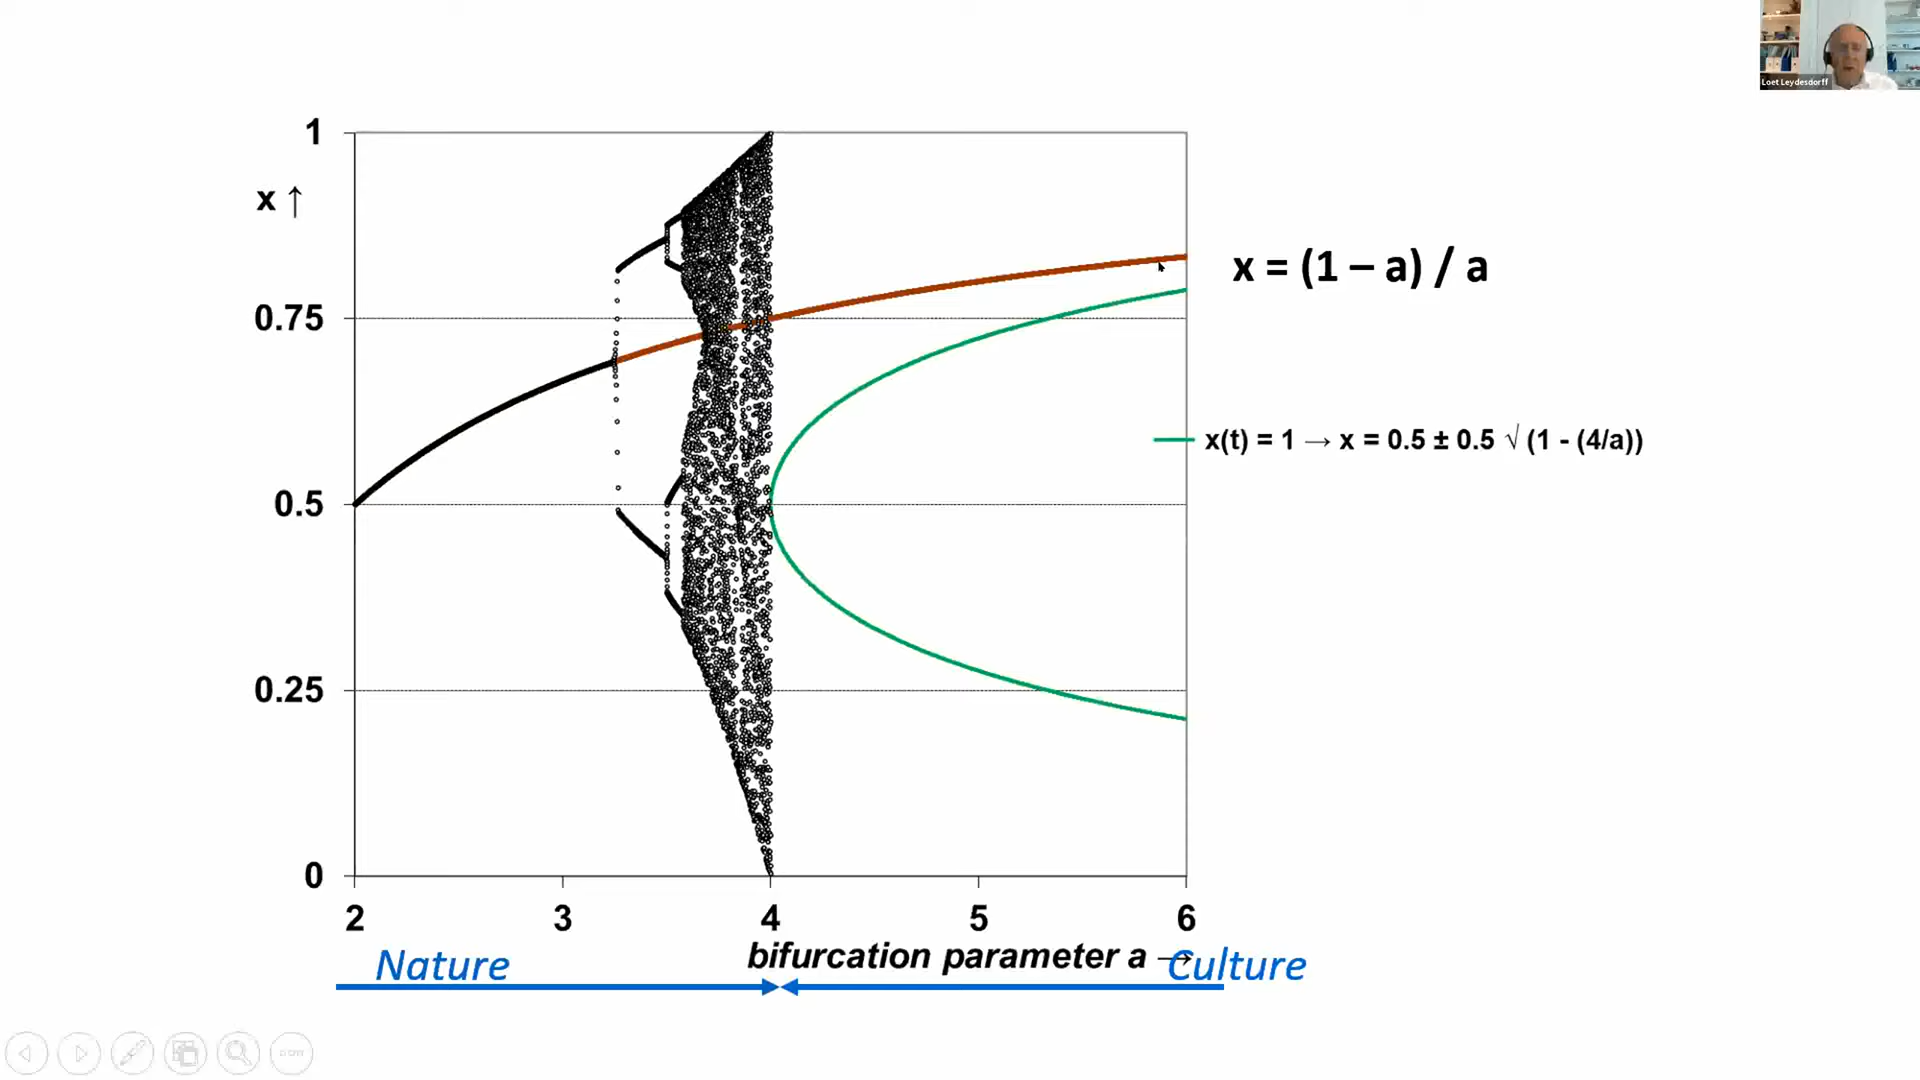 Loet Leydesdorff
1
x ↑
x = (1 – a) / a
0.75
x(t) = 1 → x = 0.5 ± 0.5 √ (1 - (4/a))
0.5
0.25
0
2 3 4 5 6
bifurcation parameter a →
Nature Culture